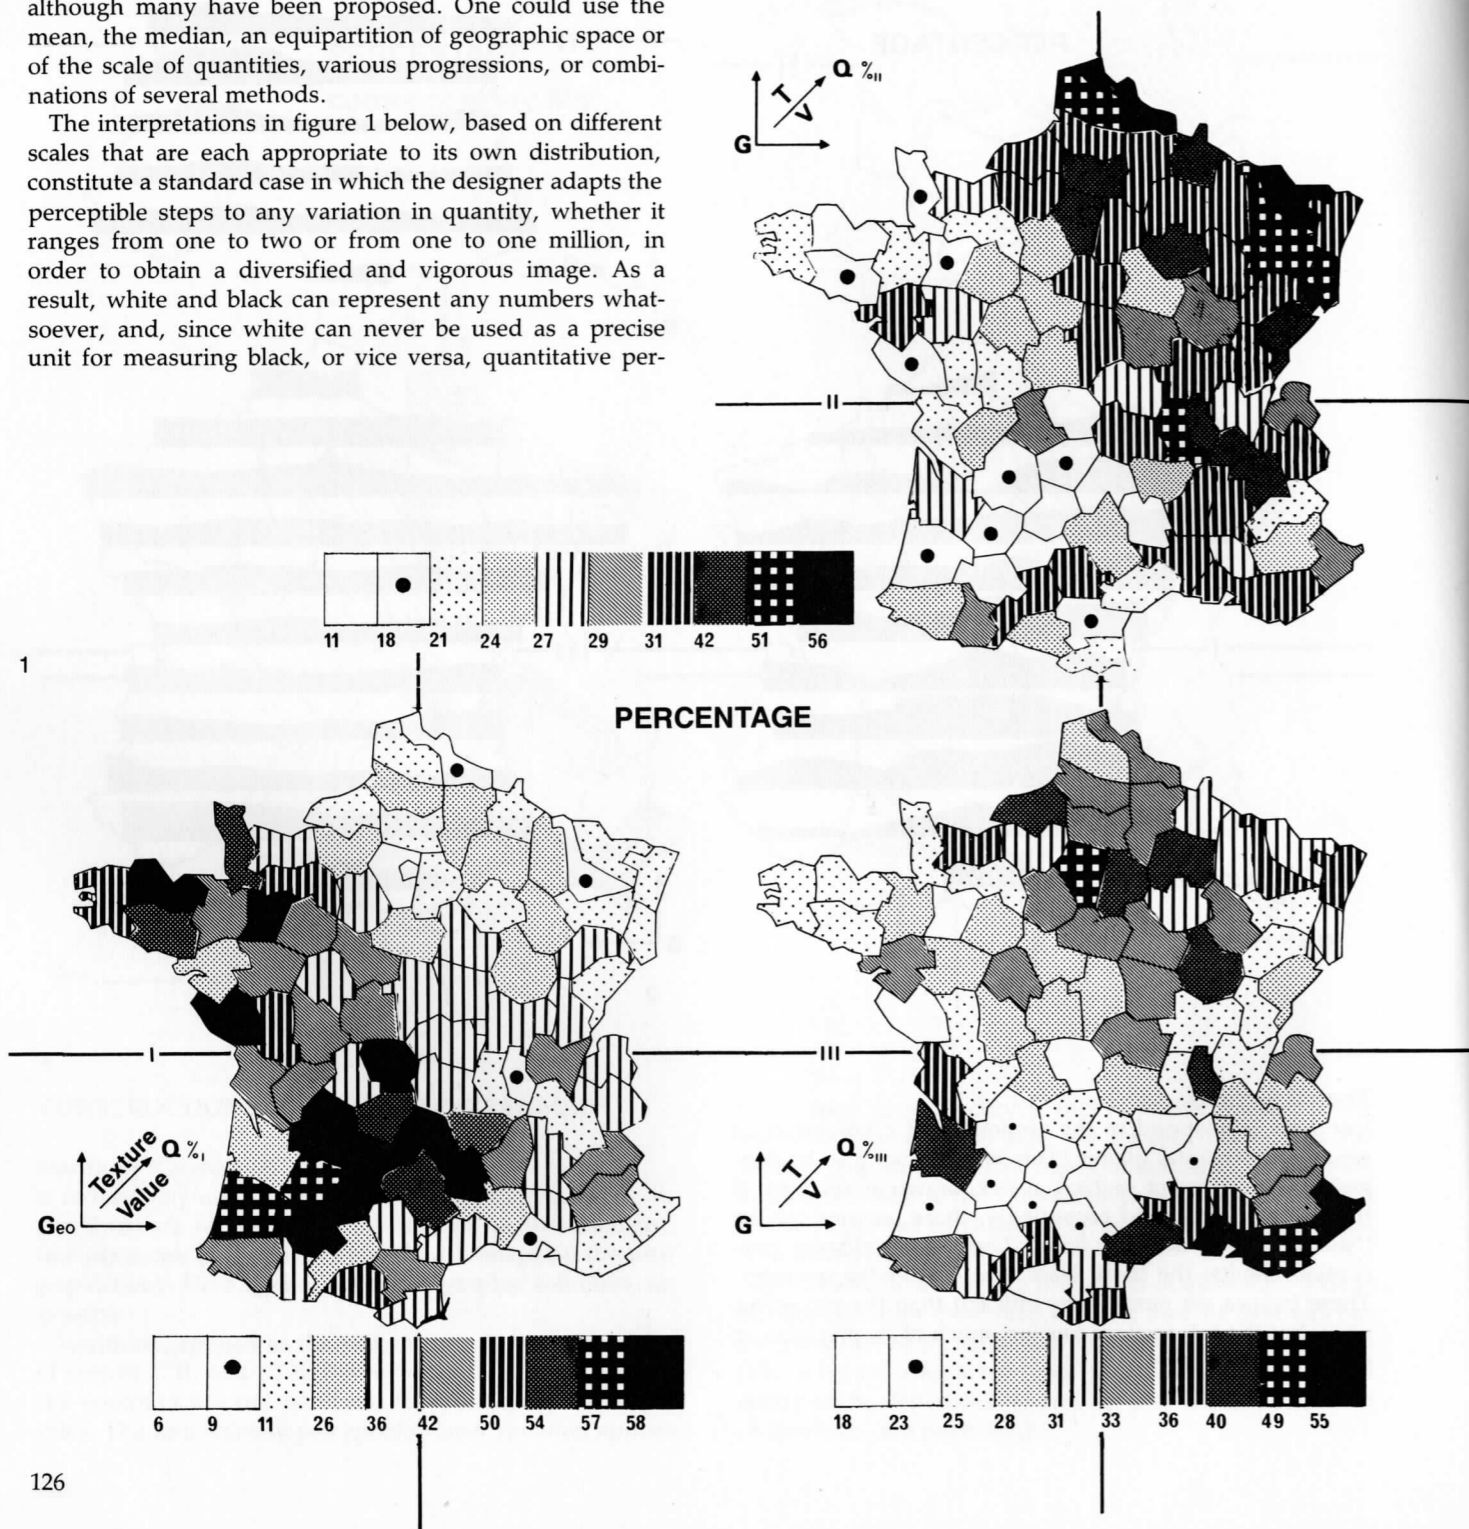 although many have been proposed. One could use the
mean, the median, an equipartition of geographic space or
of the scale of quantities, various progressions, or combi-
nations of several methods.
The interpretations in figure 1 below, based on different
scales that are each appropriate to its own distribution,
constitute a standard case in which the designer adapts the
perceptible steps to any variation in quantity, whether it
ranges from one to two or from one to one million, in
order to obtain a diversified and vigorous image. As a
result, white and black can represent any numbers what-
soever, and, since white can never be used as a precise
unit for measuring black, or vice versa, quantitative per-
Q %II
T
V
G
II
11 18 21 24 27 29 31 42 51 56
1
PERCENTAGE
I
III
Texture
Value
Q %I
Geo
T
V
Q %III
G
6 9 11 26 36 42 50 54 57 58
18 23 25 28 31 33 36 40 49 55
126